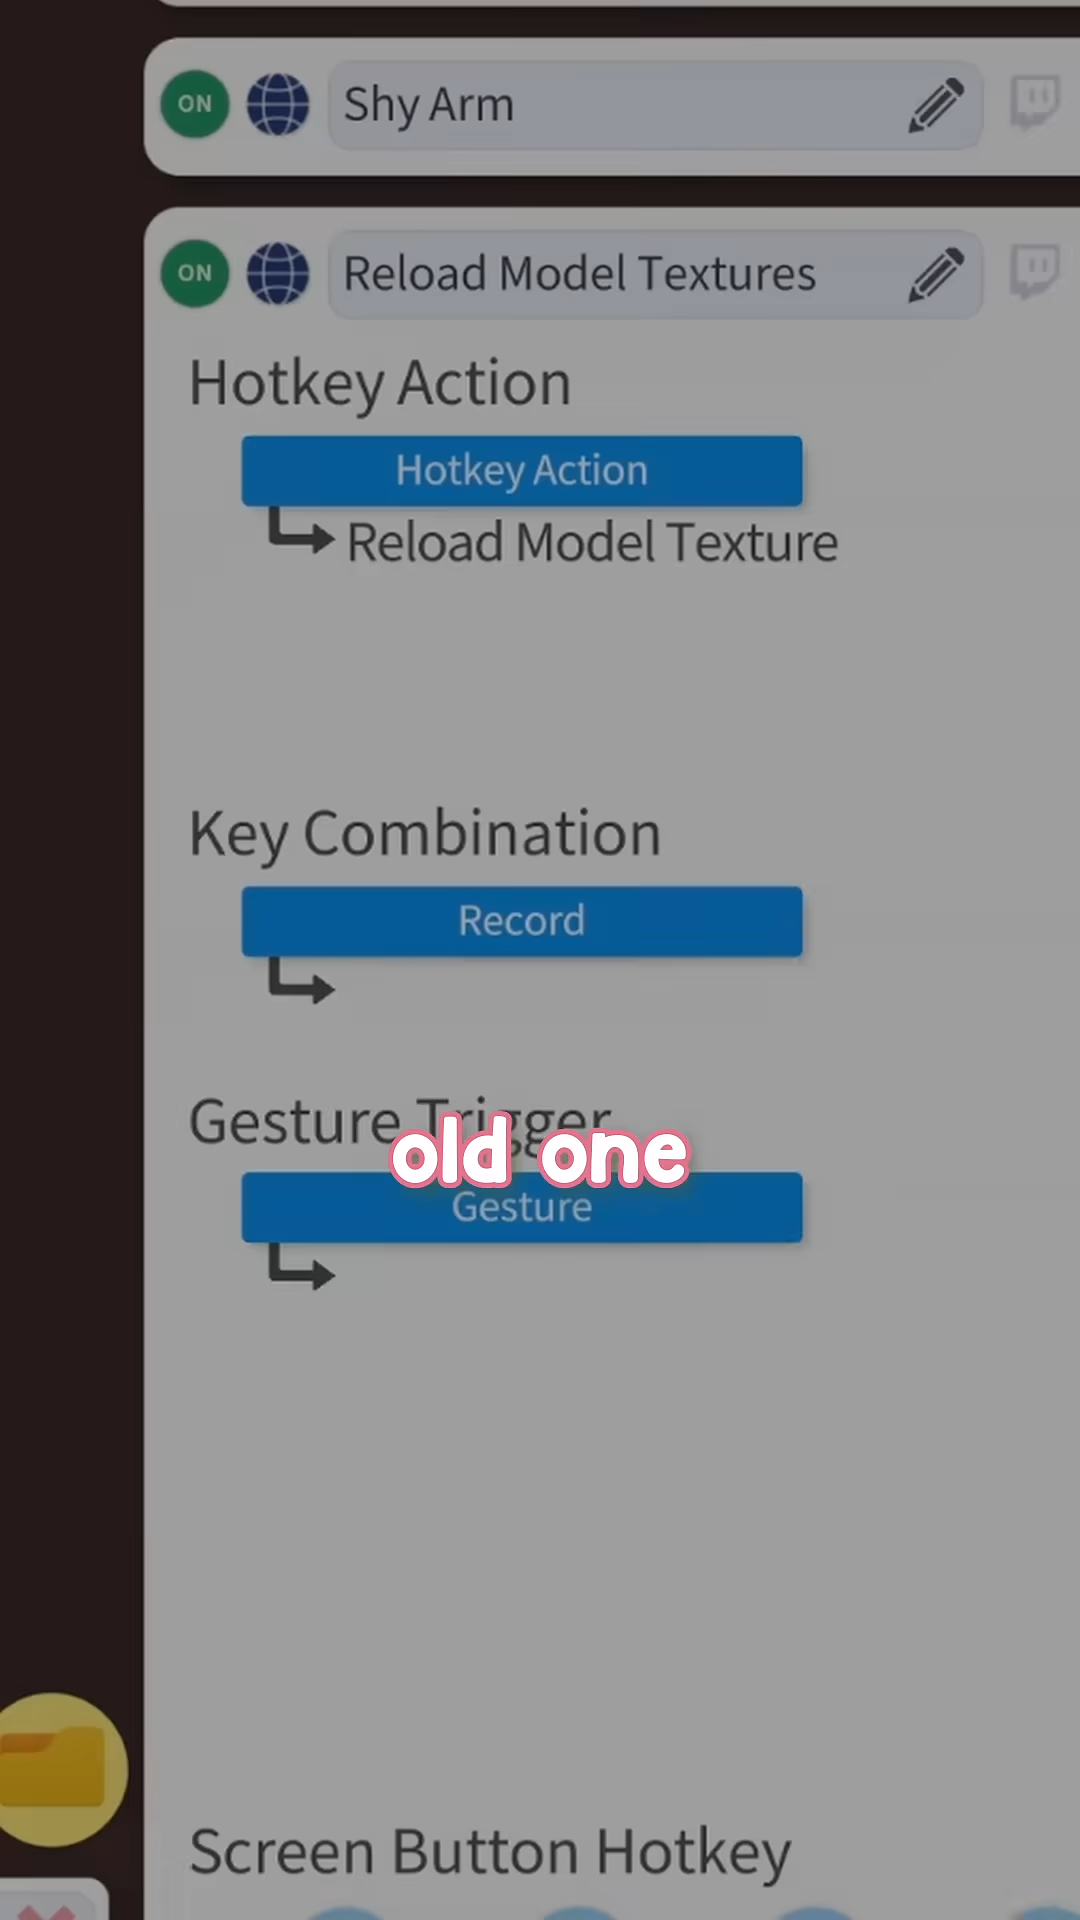 ON Shy Arm
ON Reload Model Textures
Hotkey Action
Hotkey Action
Reload Model Texture
Key Combination
Record
Gesture Trigger
old one
Gesture
Screen Button Hotkey